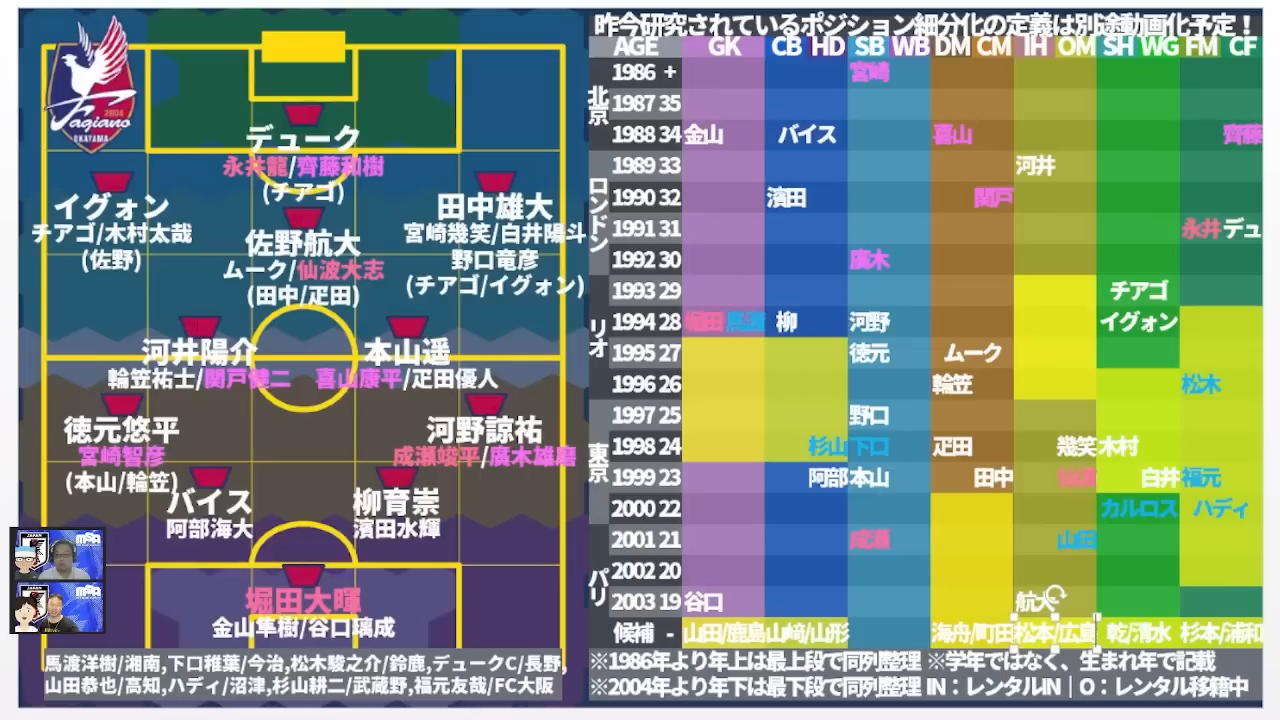 昨今研究されているポジション細分化の定義は別途動画化予定！
Fagiano
OKAYAMA
デューク
永井龍/齊藤和樹
(チアゴ)
イグォン
チアゴ/木村太哉
(佐野)
佐野航大
ムーク/仙波大志
(田中/疋田)
田中雄大
宮崎幾笑/白井陽斗
野口竜彦
(チアゴ/イグォン)
河井陽介
輪笠祐士/関戸健二
本山遥
喜山康平/疋田優人
徳元悠平
宮崎智彦
(本山/輪笠)
河野諒祐
成瀬竣平/廣木雄磨
バイス
阿部海大
柳育崇
濱田水輝
堀田大暉
金山隼樹/谷口璃成
馬渡洋樹/湘南,下口稚葉/今治,松木駿之介/鈴鹿,デュークC/長野,
山田恭也/高知,ハディ/沼津,杉山耕二/武蔵野,福元友哉/FC大阪
AGE GK CB HD SB WB DM CM IH OM SH WG FM CF
北京
ロンドン
リオ
東京
パリ
1986 + 宮崎
1987 35
1988 34 金山 バイス 喜山 齊藤
1989 33 河井
1990 32 濱田 関戸
1991 31 永井 デュ
1992 30 廣木
1993 29 チアゴ
1994 28 堀田 馬渡 柳 河野 イグォン
1995 27 徳元 ムーク
1996 26 輪笠 松木
1997 25 野口
1998 24 杉山 下口 疋田 幾笑 木村
1999 23 阿部 本山 田中 仙波 白井 福元
2000 22 カルロス ハディ
2001 21 成瀬 山田
2002 20
2003 19 谷口 航大
候補 - 山田/鹿島 山﨑/山形 海舟/町田 松本/広島 乾/清水 杉本/浦和
※1986年より年上は最上段で同列整理 ※学年ではなく、生まれ年で記載
※2004年より年下は最下段で同列整理 IN：レンタルIN｜O：レンタル移籍中